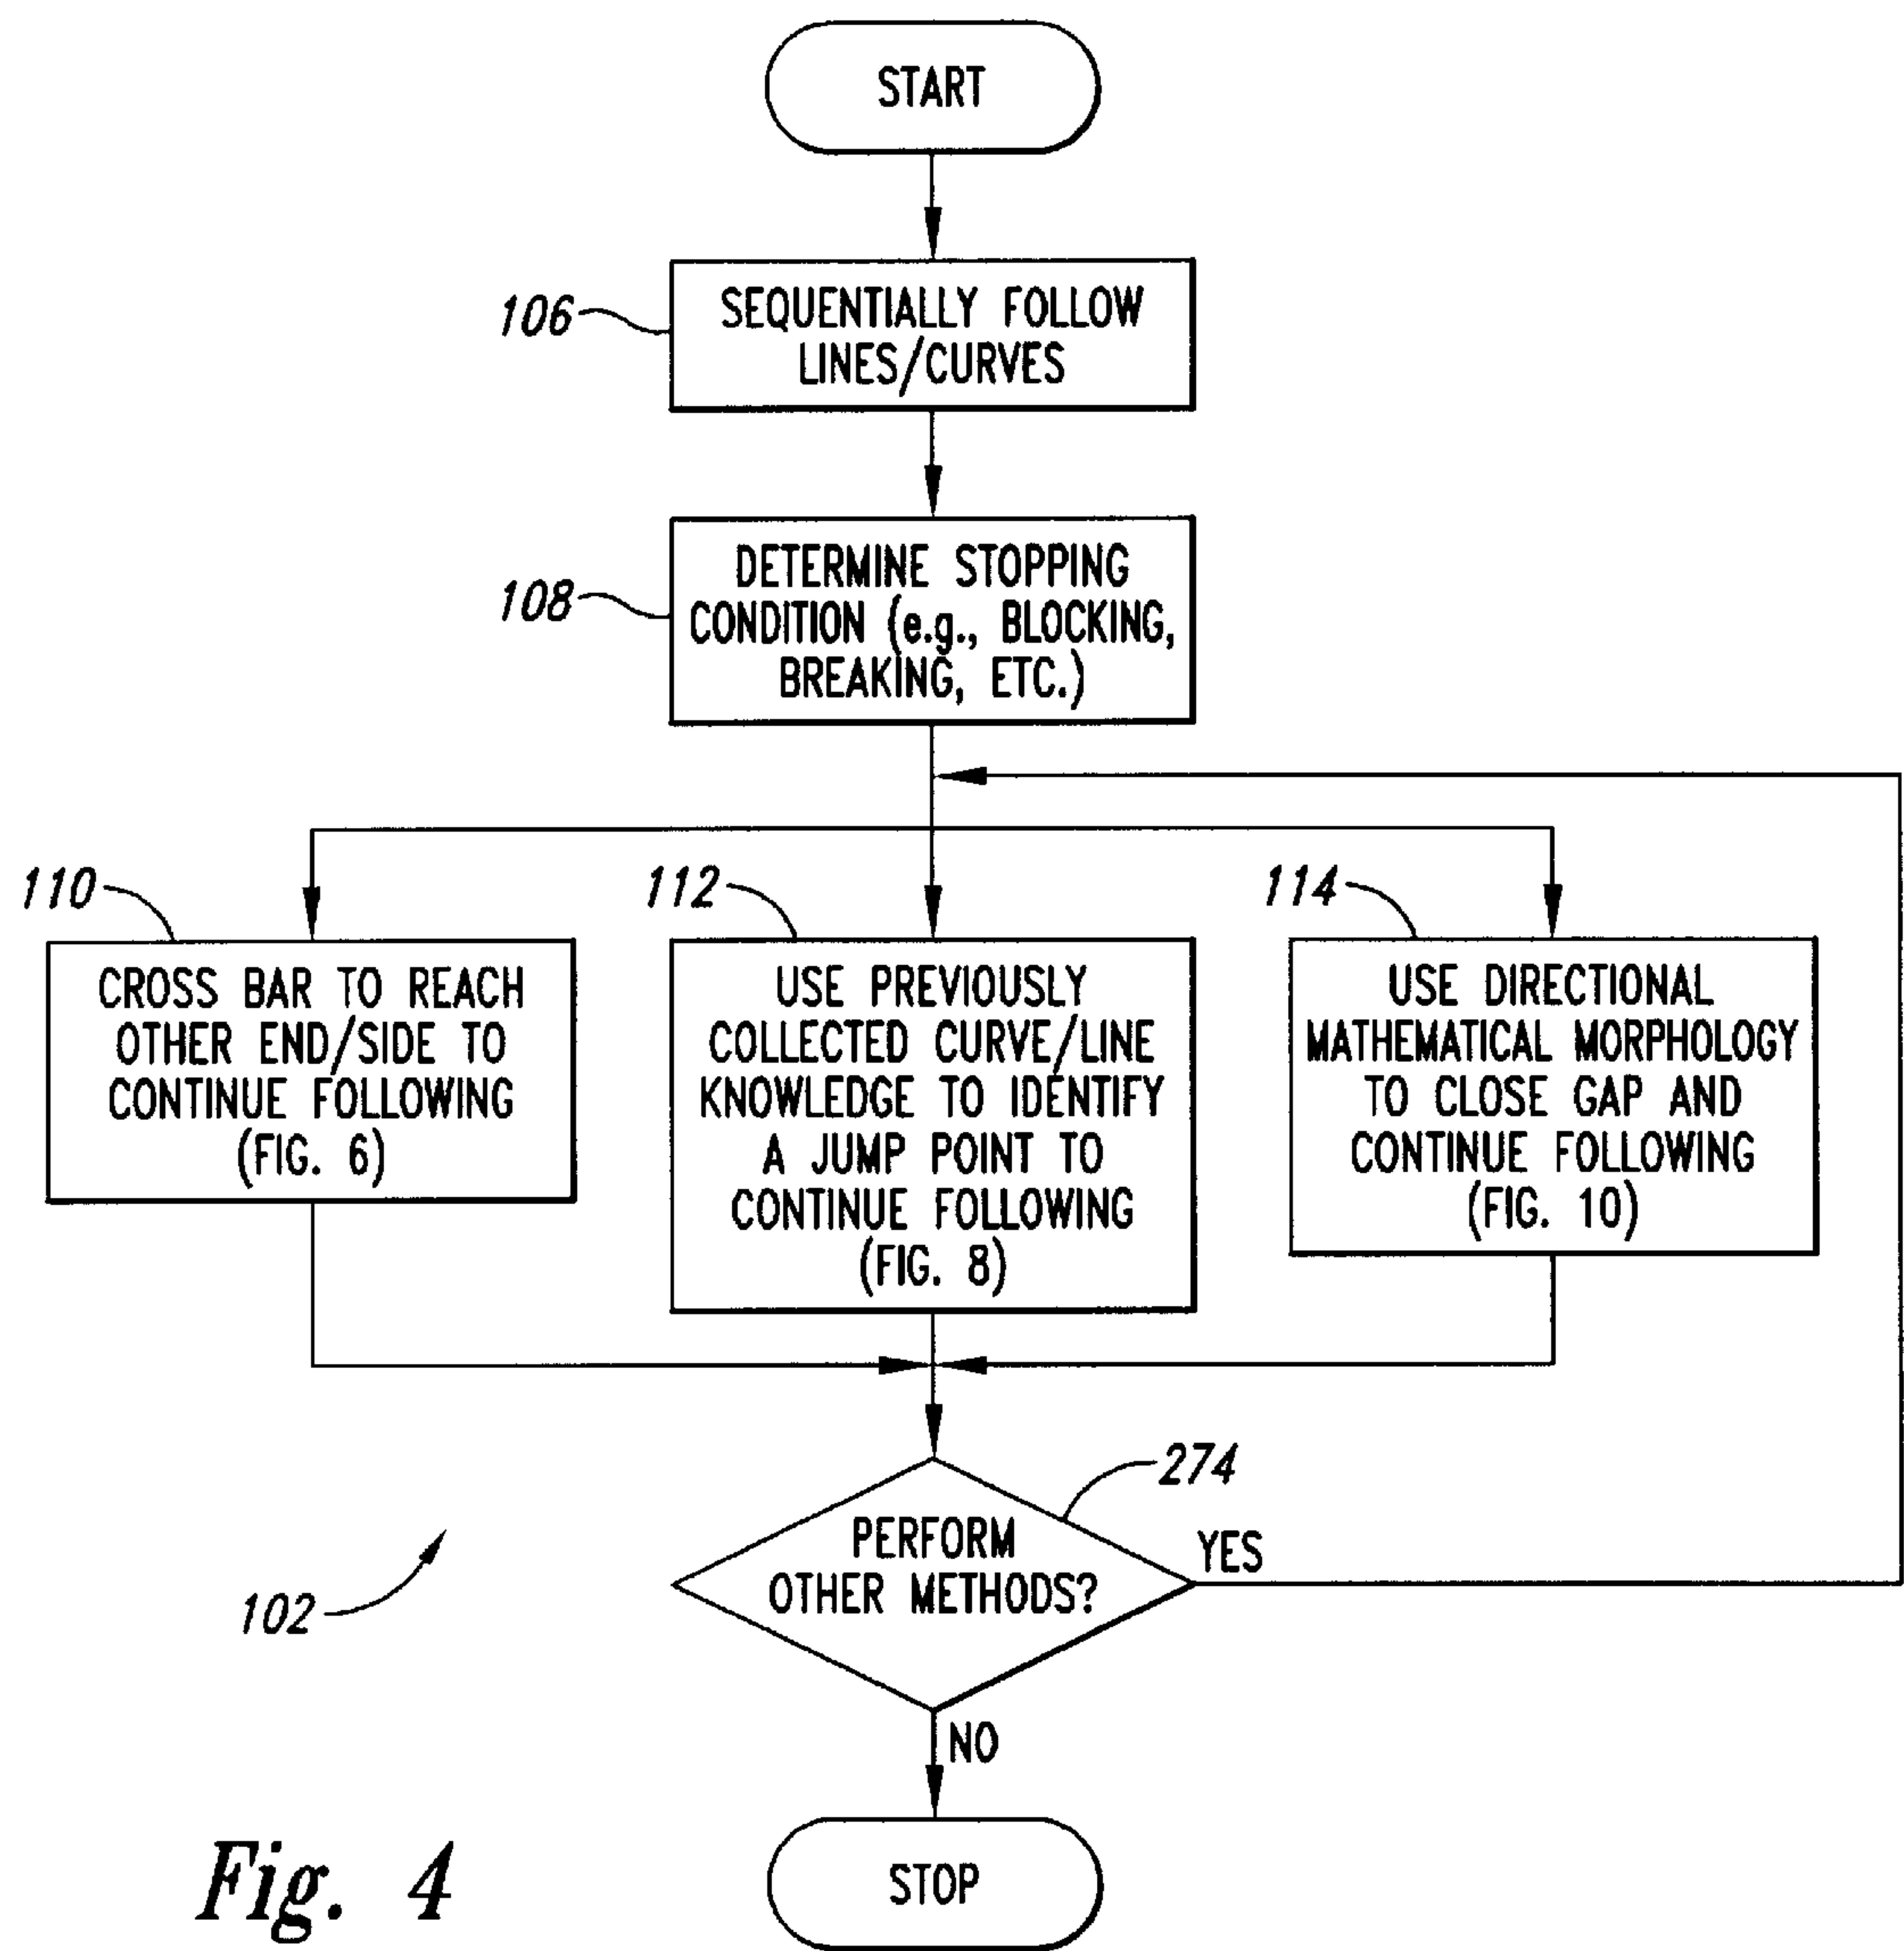 START
106
SEQUENTIALLY FOLLOW
LINES/CURVES
108
DETERMINE STOPPING
CONDITION (e.g., BLOCKING,
BREAKING, ETC.)
110
CROSS BAR TO REACH
OTHER END/SIDE TO
CONTINUE FOLLOWING
(FIG. 6)
112
USE PREVIOUSLY
COLLECTED CURVE/LINE
KNOWLEDGE TO IDENTIFY
A JUMP POINT TO
CONTINUE FOLLOWING
(FIG. 8)
114
USE DIRECTIONAL
MATHEMATICAL MORPHOLOGY
TO CLOSE GAP AND
CONTINUE FOLLOWING
(FIG. 10)
274
PERFORM
OTHER METHODS?
YES
102
NO
STOP
Fig. 4